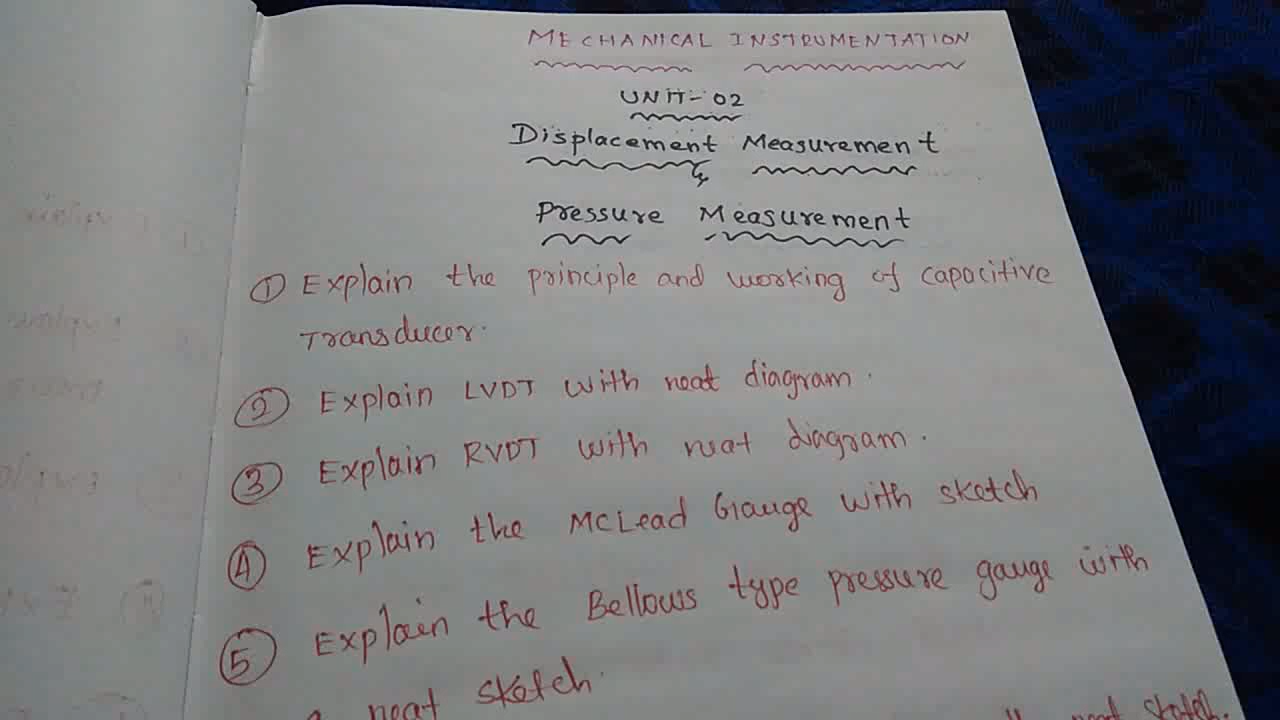 MECHANICAL INSTRUMENTATION
UNIT-02
Displacement Measurement
Pressure Measurement
① Explain the principle and working of capacitive
Transducer.
② Explain LVDT with neat diagram.
③ Explain RVDT with neat diagram.
④ Explain the McLead Gauge with sketch
⑤ Explain the Bellows type pressure gauge with
a neat sketch.
neat sketch.